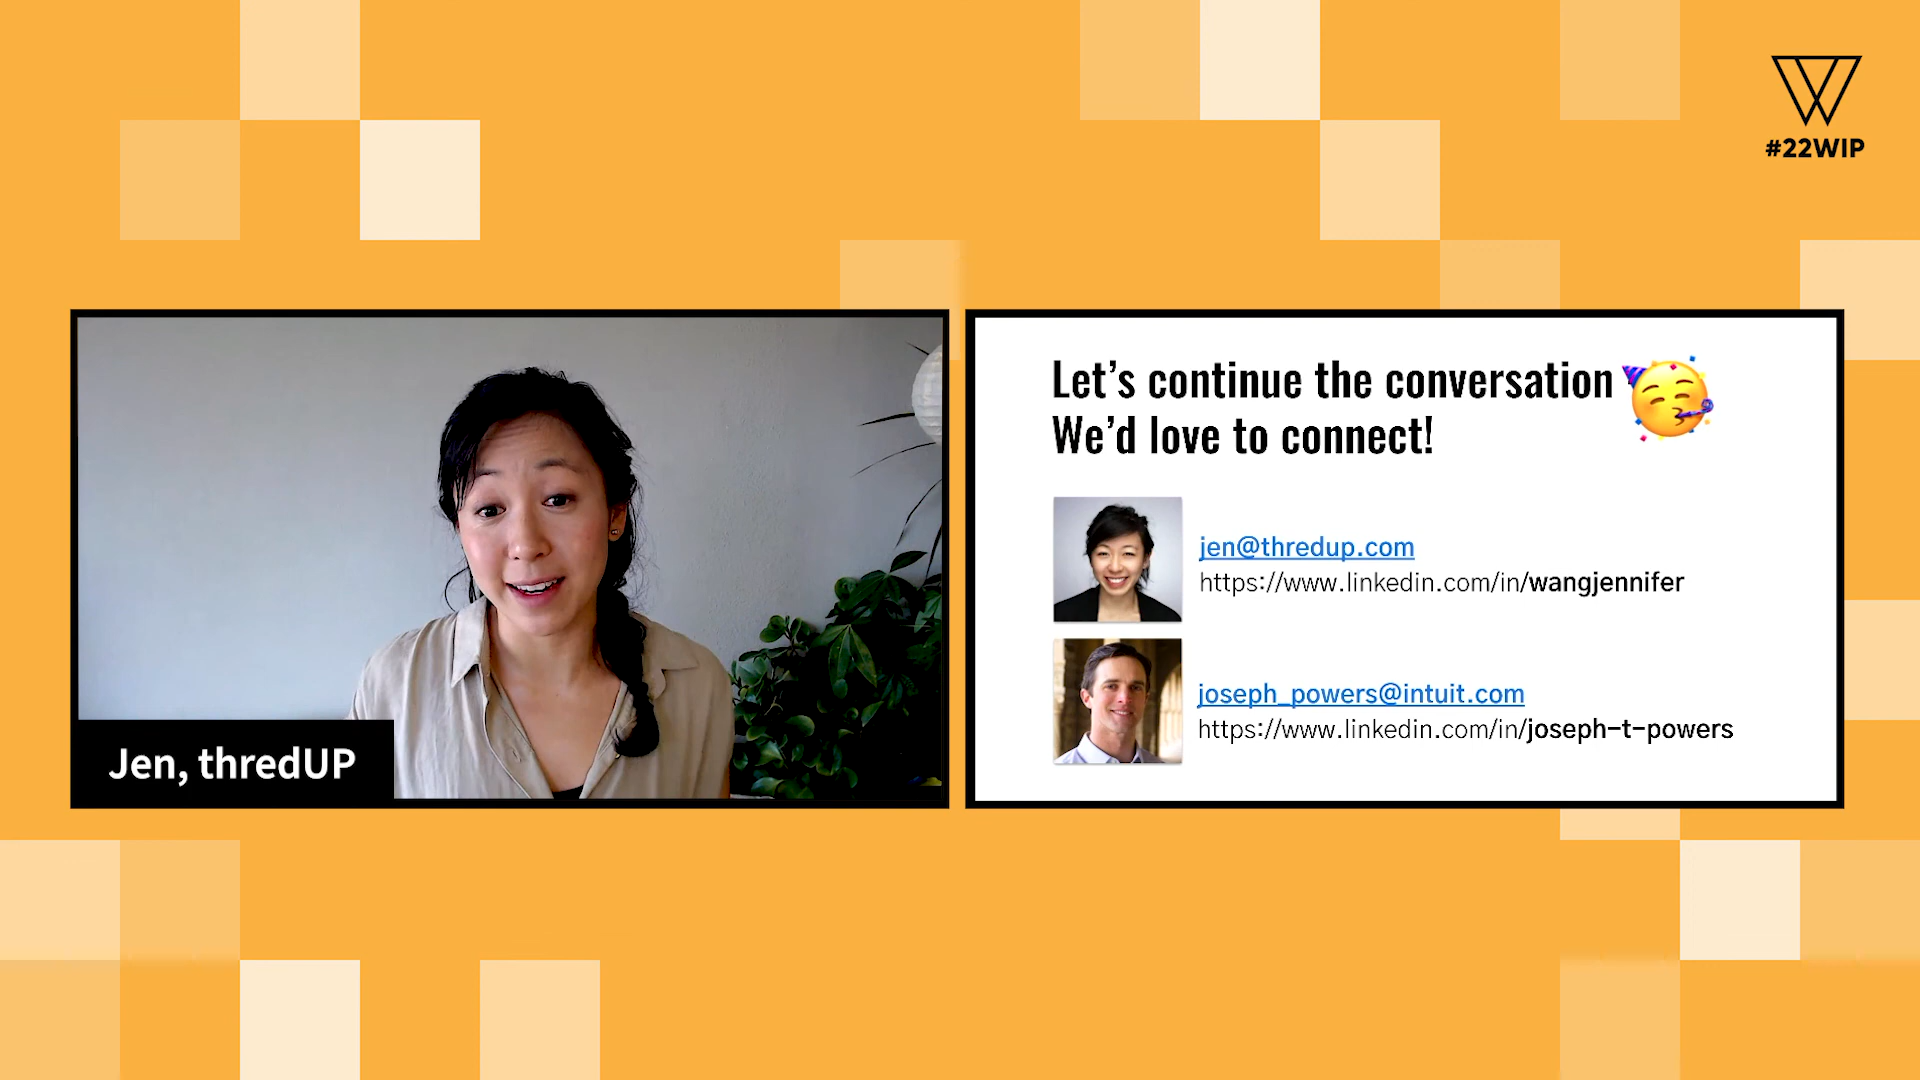 #22WIP
Jen, thredUP
Let's continue the conversation
We'd love to connect!
jen@thredup.com
https://www.linkedin.com/in/wangjennifer
joseph_powers@intuit.com
https://www.linkedin.com/in/joseph-t-powers